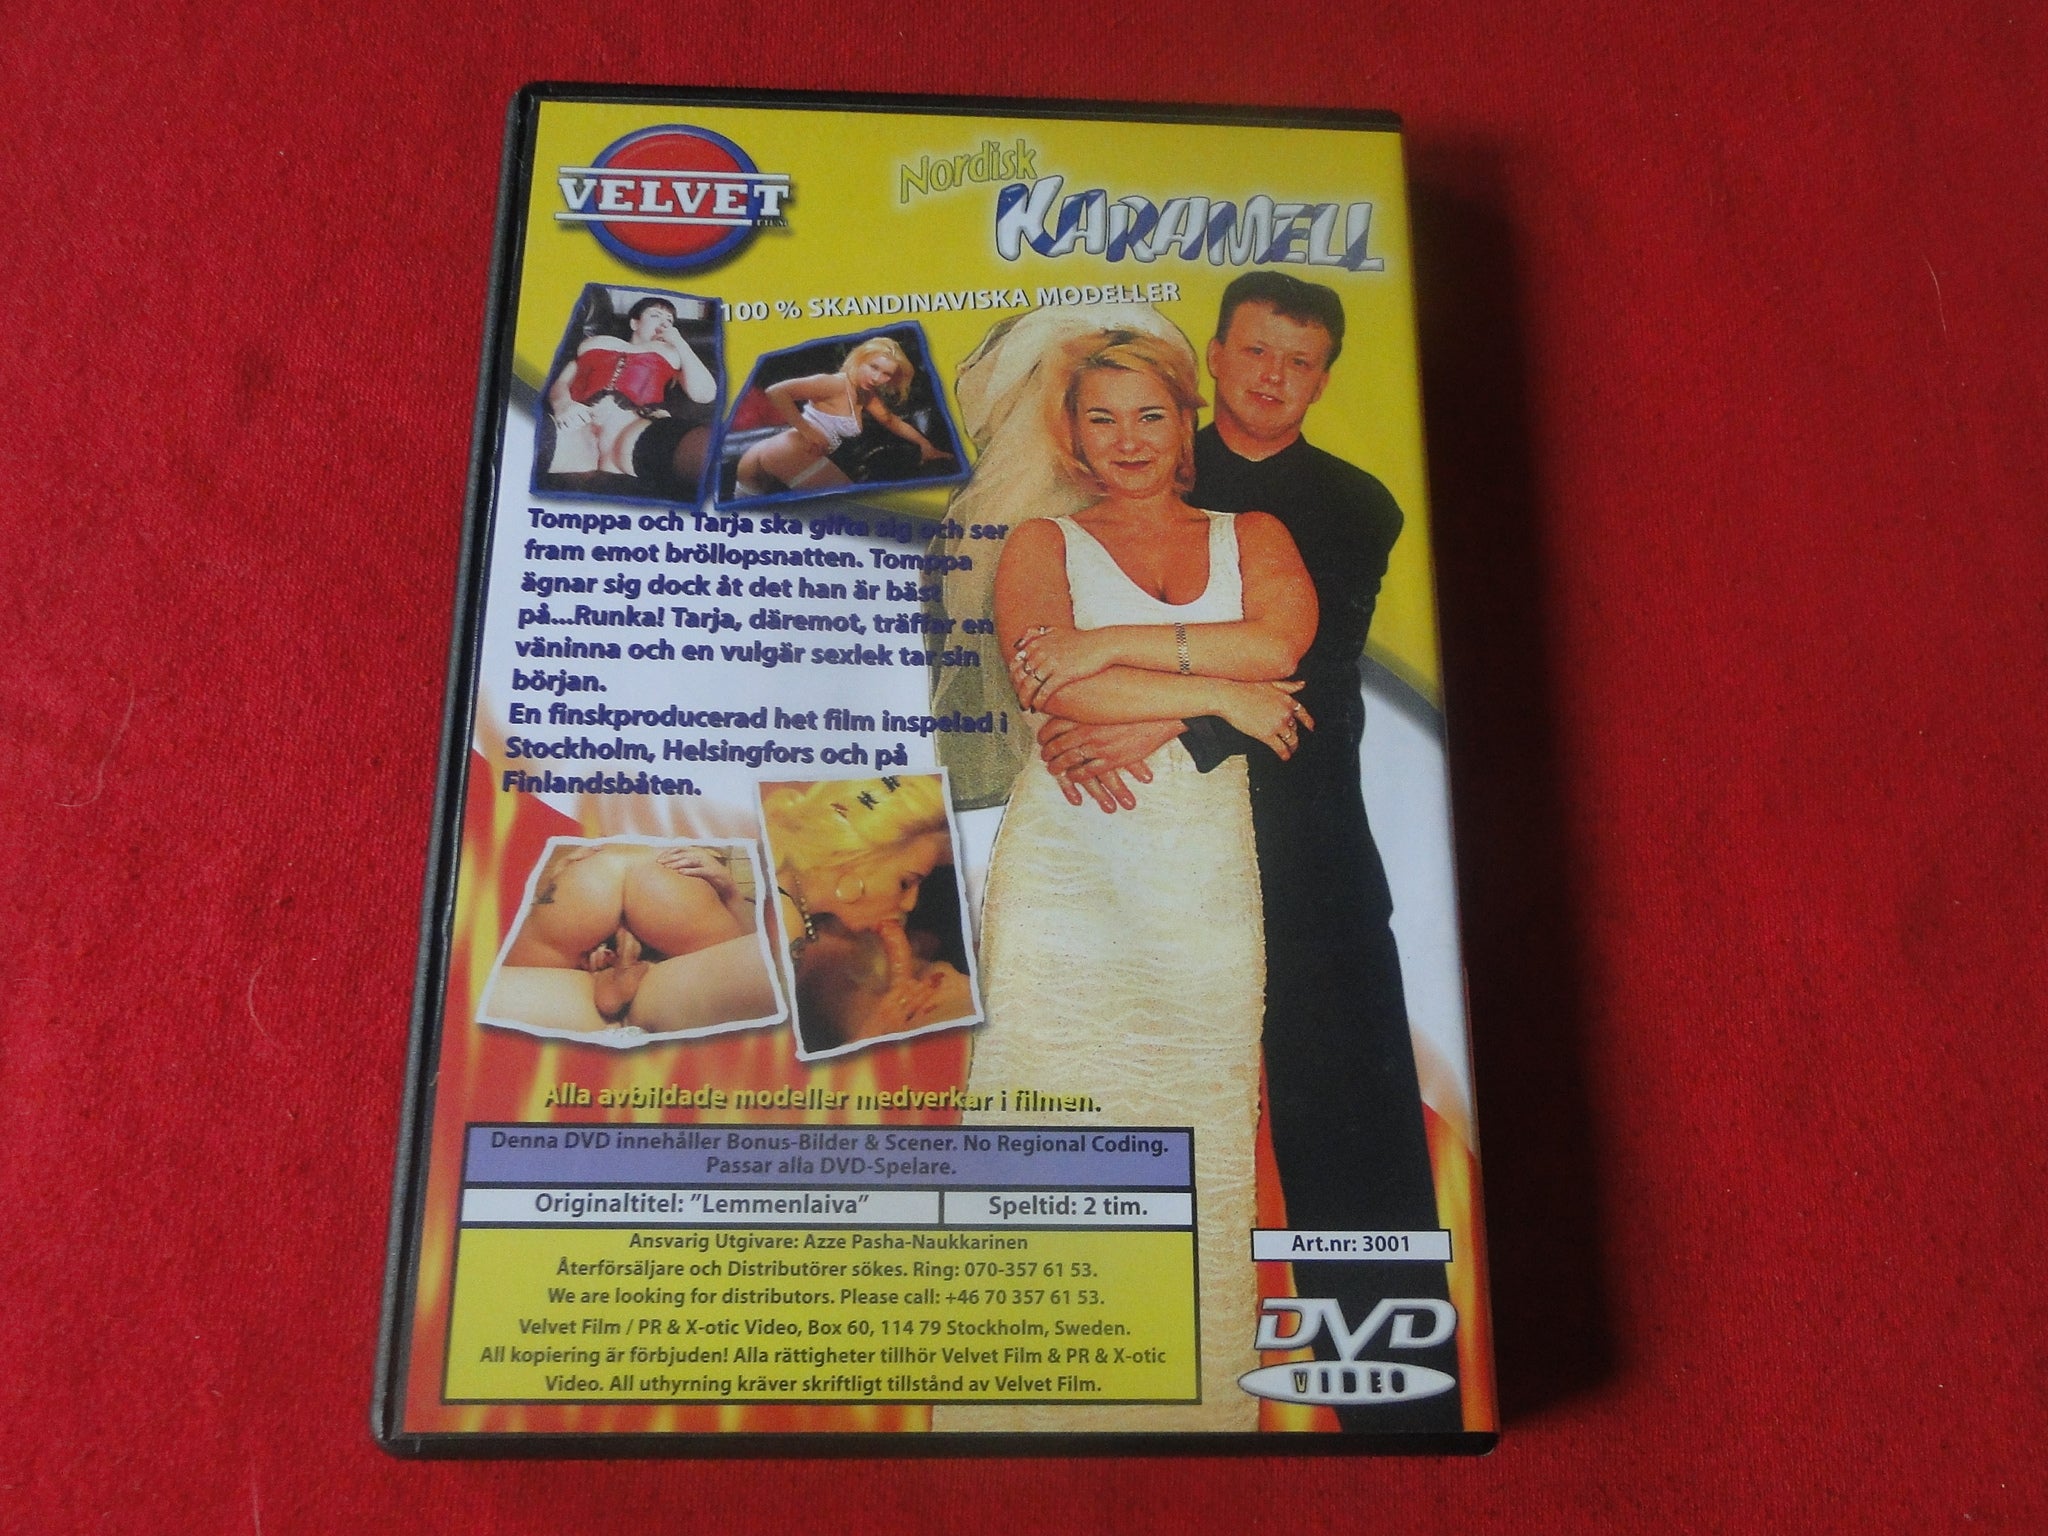 VELVET
FILM
Nordisk
KARAMELL
100 % SKANDINAVISKA MODELLER
Tomppa och Tarja ska gifta sig och ser
fram emot bröllopsnatten. Tomppa
ägnar sig dock åt det han är bäst
på...Runka! Tarja, däremot, träffar en
väninna och en vulgär sexlek tar sin
början.
En finskproducerad het film inspelad i
Stockholm, Helsingfors och på
Finlandsbåten.
Alla avbildade modeller medverkar i filmen.
Denna DVD innehåller Bonus-Bilder & Scener. No Regional Coding.
Passar alla DVD-Spelare.
Originaltitel: ”Lemmenlaiva” Speltid: 2 tim.
Ansvarig Utgivare: Azze Pasha-Naukkarinen
Återförsäljare och Distributörer sökes. Ring: 070-357 61 53.
We are looking for distributors. Please call: +46 70 357 61 53.
Velvet Film / PR & X-otic Video, Box 60, 114 79 Stockholm, Sweden.
All kopiering är förbjuden! Alla rättigheter tillhör Velvet Film & PR & X-otic
Video. All uthyrning kräver skriftligt tillstånd av Velvet Film.
Art.nr: 3001
DVD
VIDEO